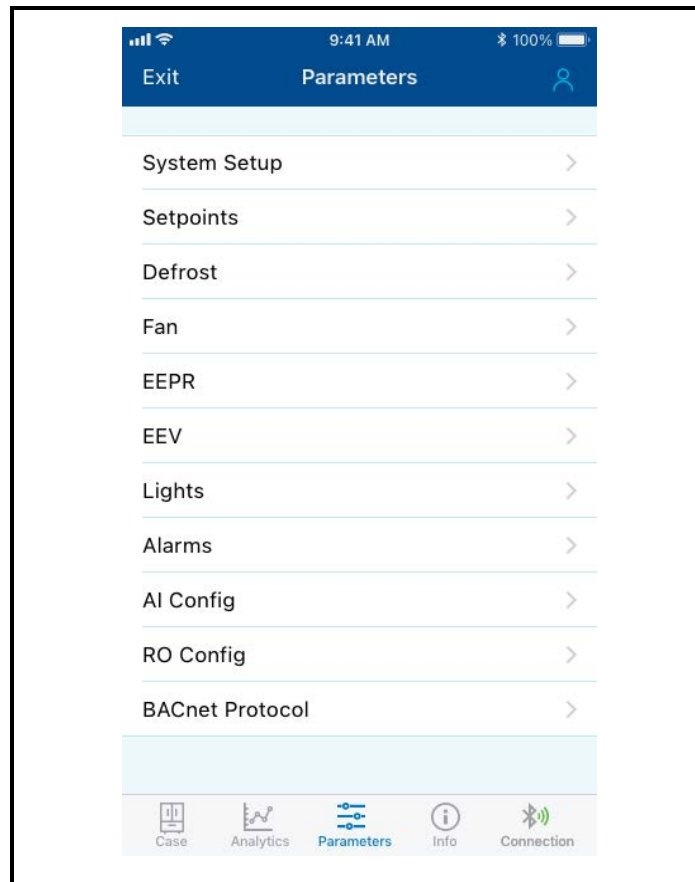 9:41 AM 100%
Exit Parameters
System Setup
Setpoints
Defrost
Fan
EEPR
EEV
Lights
Alarms
AI Config
RO Config
BACnet Protocol
Case Analytics Parameters Info Connection